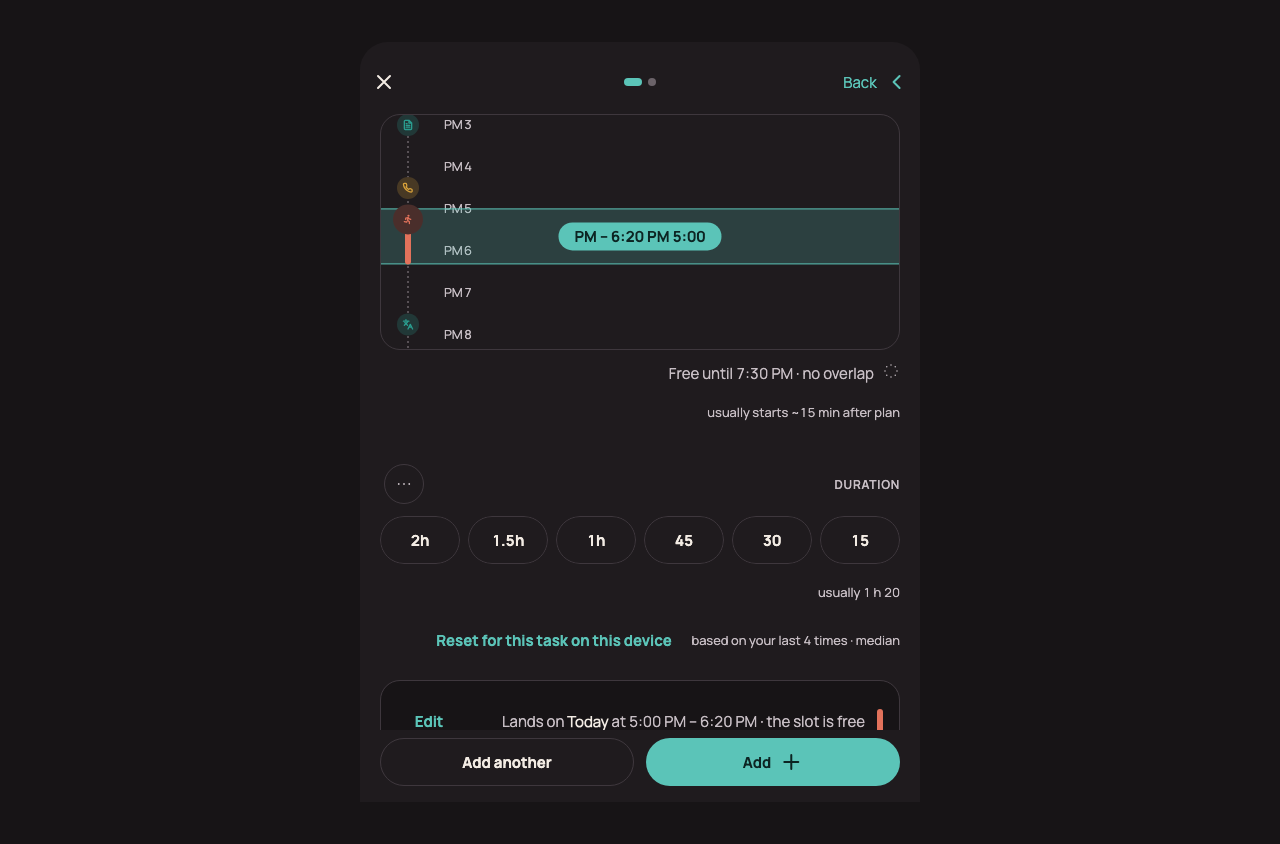 Back
PM 3
PM 4
PM 5
PM – 6:20 PM 5:00
PM 6
PM 7
PM 8
Free until 7:30 PM · no overlap
usually starts ~15 min after plan
DURATION
2h 1.5h 1h 45 30 15
usually 1 h 20
Reset for this task on this device based on your last 4 times · median
Edit Lands on Today at 5:00 PM – 6:20 PM · the slot is free
Add another Add